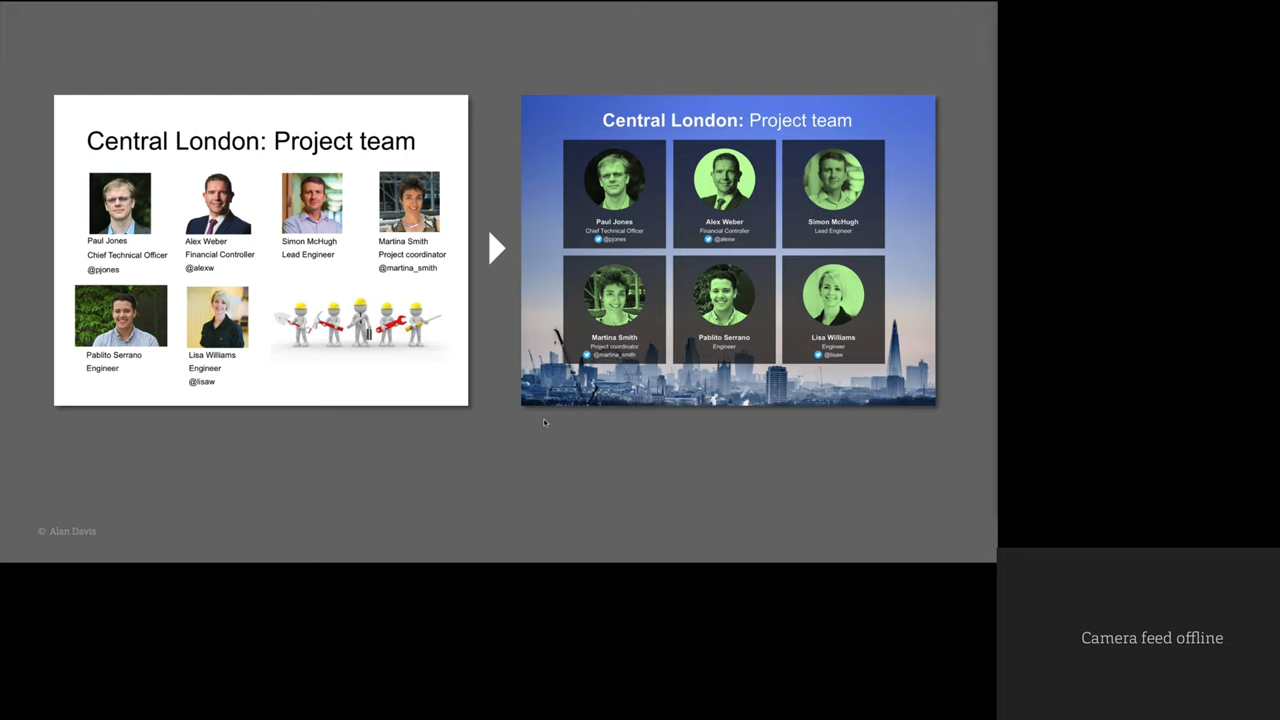 Central London: Project team
Paul Jones
Chief Technical Officer
@pjones
Alex Weber
Financial Controller
@alexw
Simon McHugh
Lead Engineer
Martina Smith
Project coordinator
@martina_smith
Pablito Serrano
Engineer
Lisa Williams
Engineer
@lisaw
Central London: Project team
Paul Jones
Chief Technical Officer
@pjones
Alex Weber
Financial Controller
@alexw
Simon McHugh
Lead Engineer
Martina Smith
Project coordinator
@martina_smith
Pablito Serrano
Engineer
Lisa Williams
Engineer
@lisaw
© Alan Davis
Camera feed offline